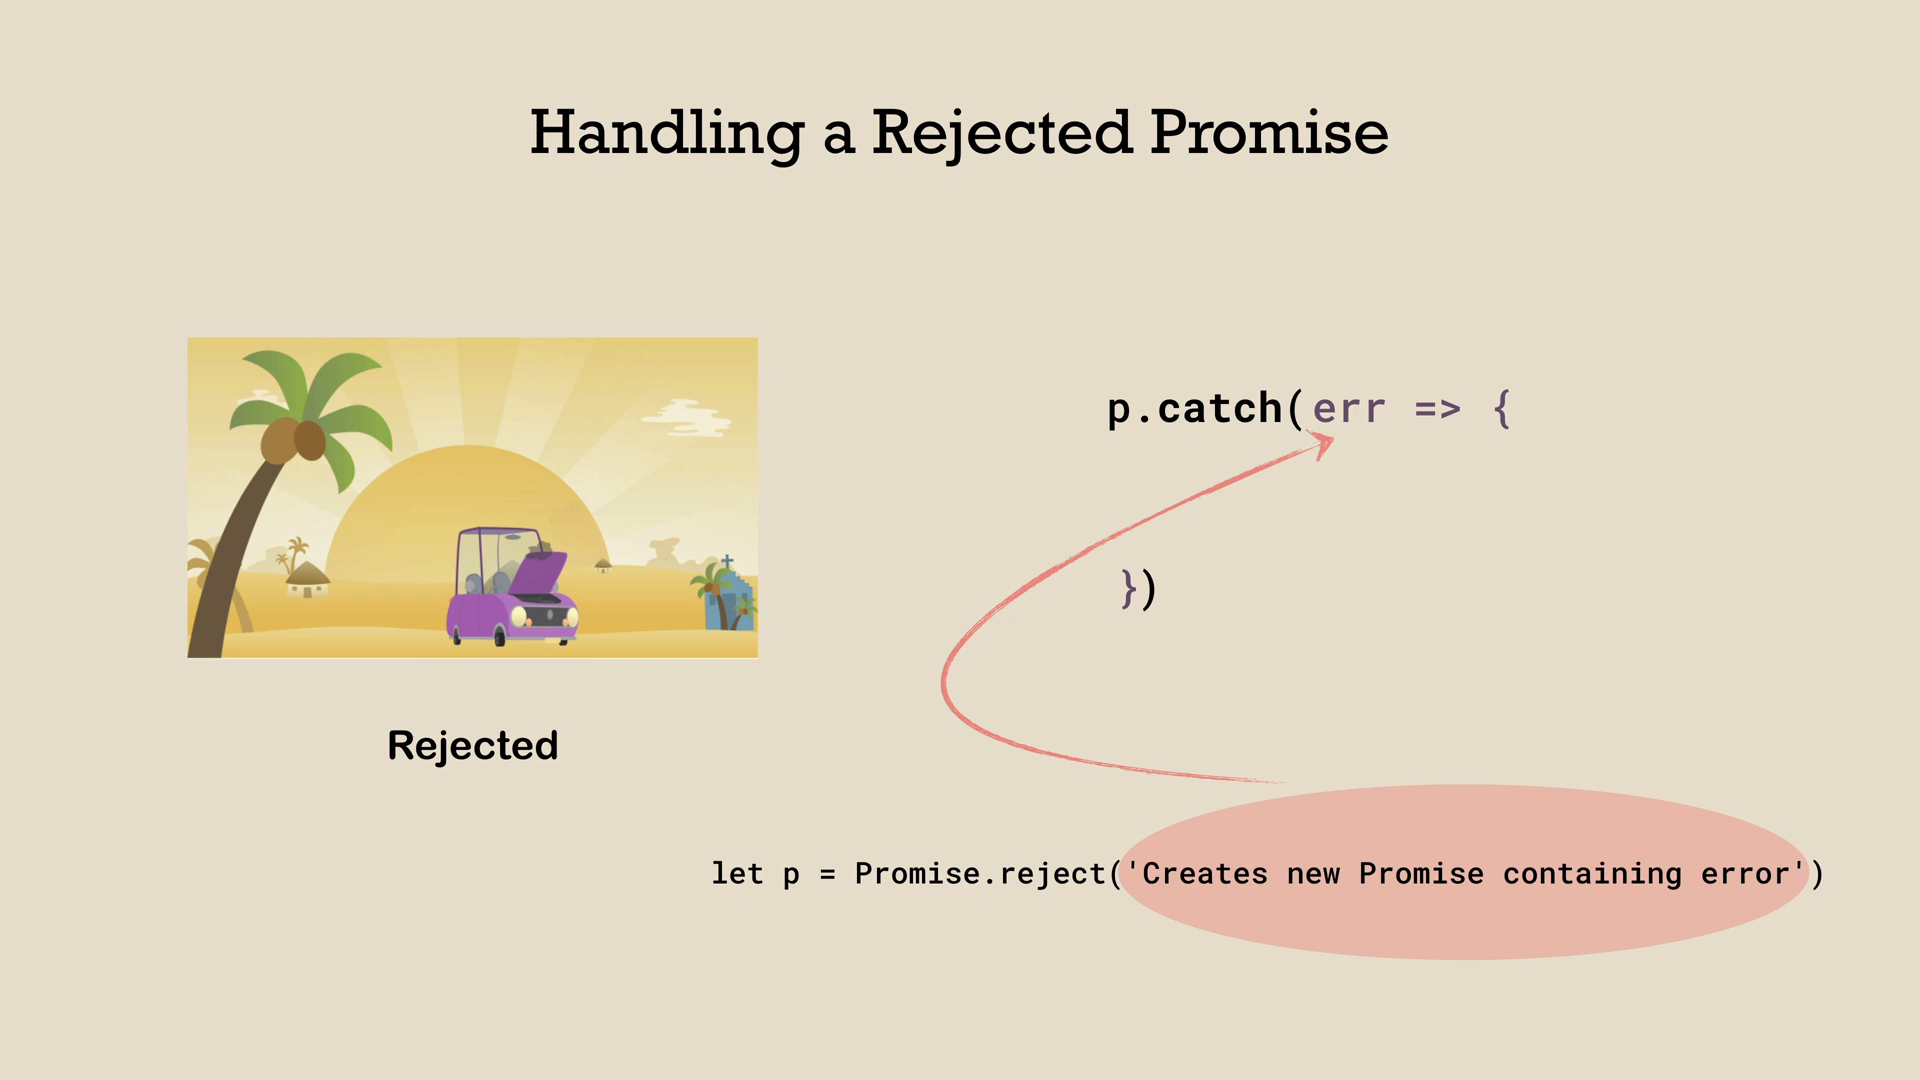 Handling a Rejected Promise
p.catch(err => {
})
Rejected
let p = Promise.reject('Creates new Promise containing error')